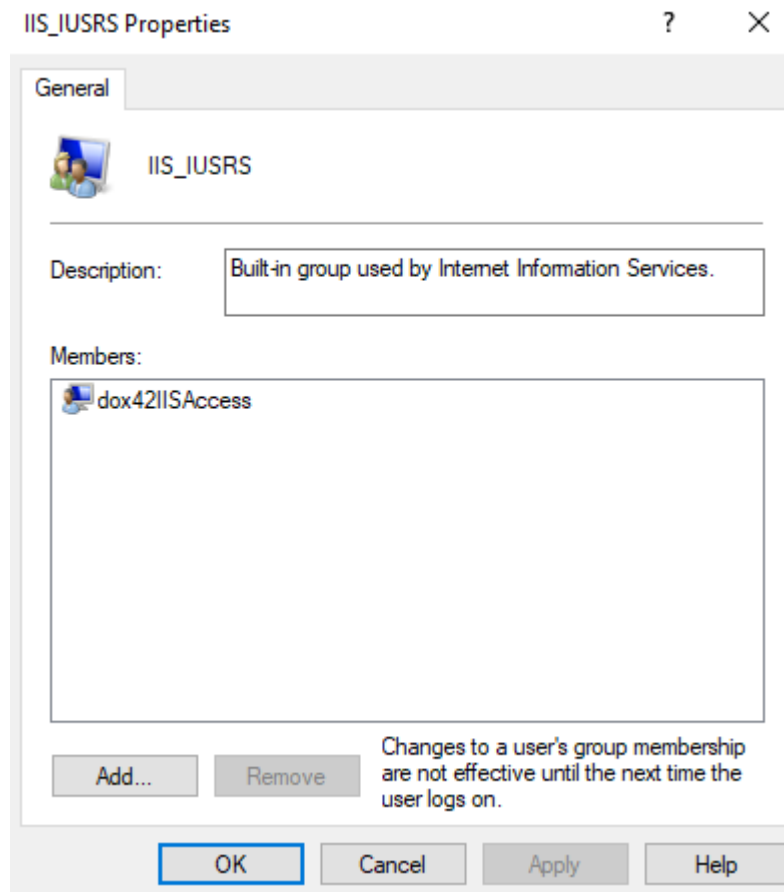 IIS_IUSRS Properties
?
General
IIS_IUSRS
Description:
Built-in group used by Internet Information Services.
Members:
dox42IISAccess
Add...
Remove
Changes to a user's group membership
are not effective until the next time the
user logs on.
OK
Cancel
Apply
Help